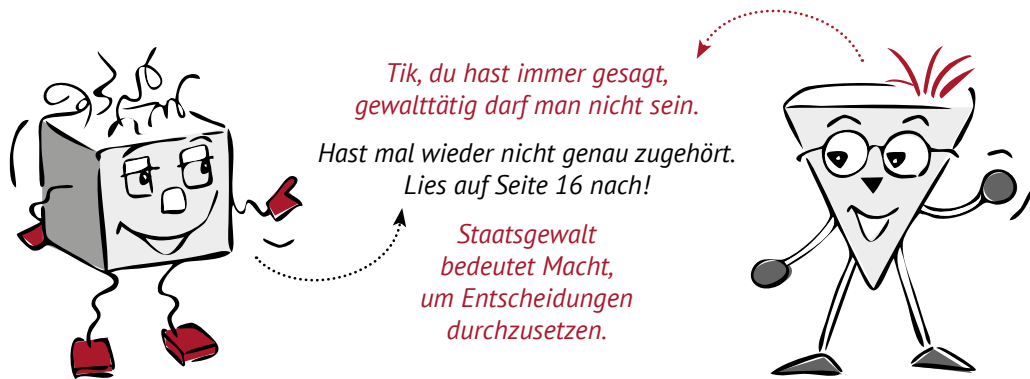 Tik, du hast immer gesagt,
gewalttätig darf man nicht sein.
Hast mal wieder nicht genau zugehört.
Lies auf Seite 16 nach!
Staatsgewalt
bedeutet Macht,
um Entscheidungen
durchzusetzen.